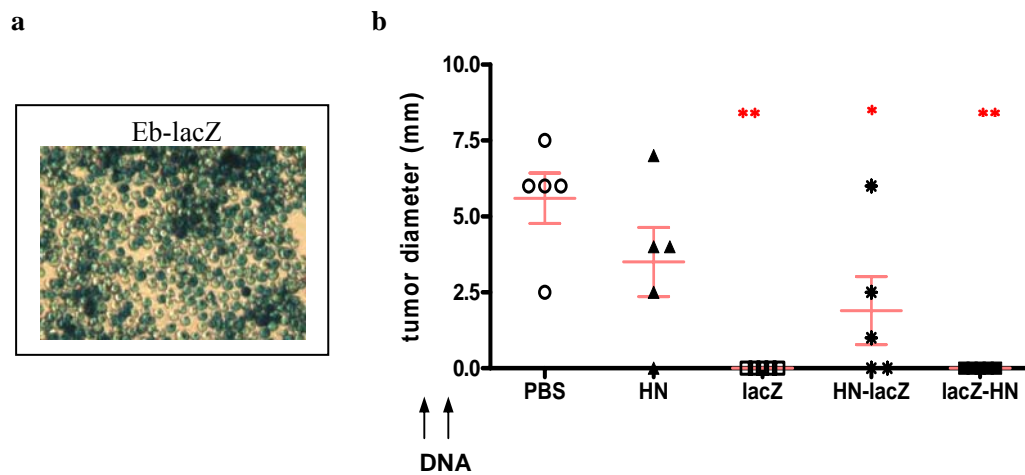 a
b
Eb-lacZ
tumor diameter (mm)
10.0
7.5
5.0
2.5
0.0
** * **
PBS HN lacZ HN-lacZ lacZ-HN
DNA